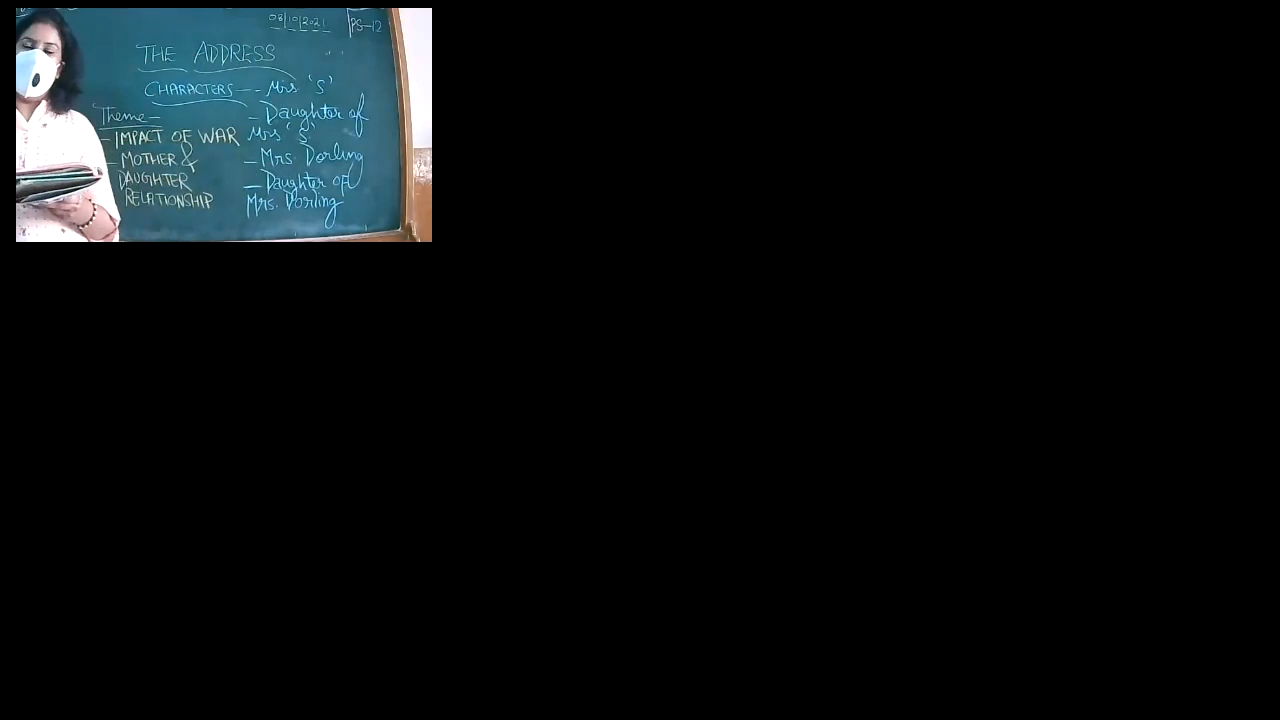 08/10/2021
PS-12
THE ADDRESS
CHARACTERS -- Mrs 'S'
Theme -
- Daughter of
Mrs 'S'
- IMPACT OF WAR
- MOTHER &
DAUGHTER
RELATIONSHIP
- Mrs. Dorling
- Daughter of
Mrs. Dorling